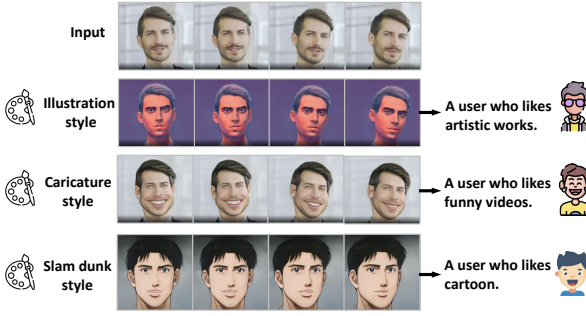 Input
Illustration
style
A user who likes
artistic works.
Caricature
style
A user who likes
funny videos.
Slam dunk
style
A user who likes
cartoon.